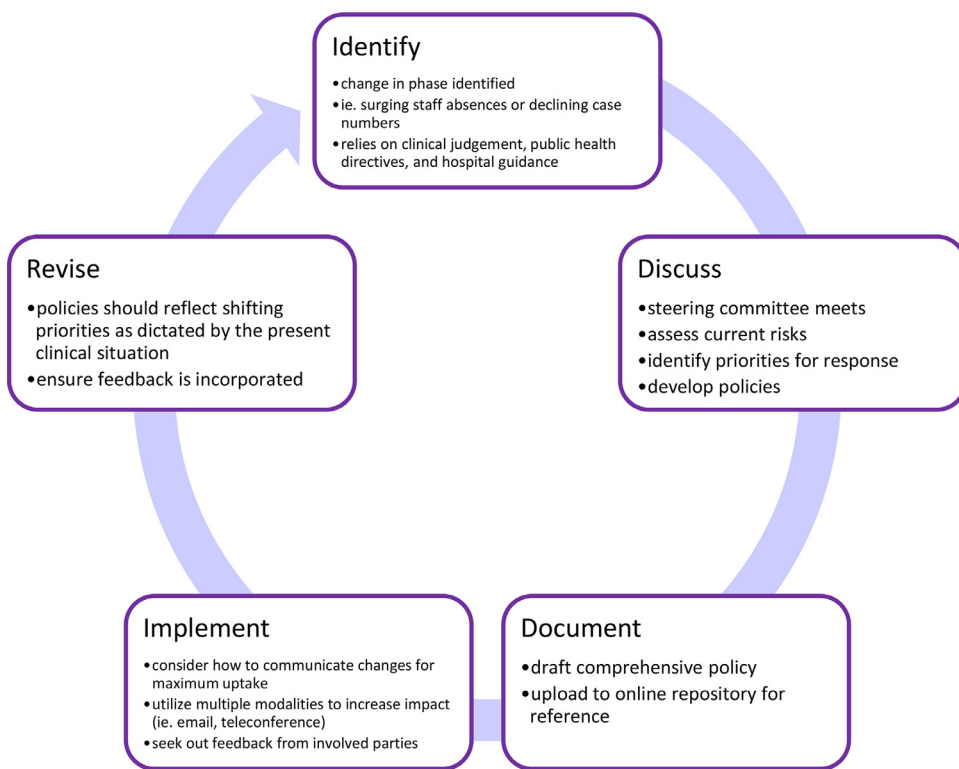 Identify
•change in phase identified
•ie. surging staff absences or declining case
numbers
•relies on clinical judgement, public health
directives, and hospital guidance
Discuss
•steering committee meets
•assess current risks
•identify priorities for response
•develop policies
Document
•draft comprehensive policy
•upload to online repository for
reference
Implement
•consider how to communicate changes for
maximum uptake
•utilize multiple modalities to increase impact
(ie. email, teleconference)
•seek out feedback from involved parties
Revise
•policies should reflect shifting
priorities as dictated by the present
clinical situation
•ensure feedback is incorporated